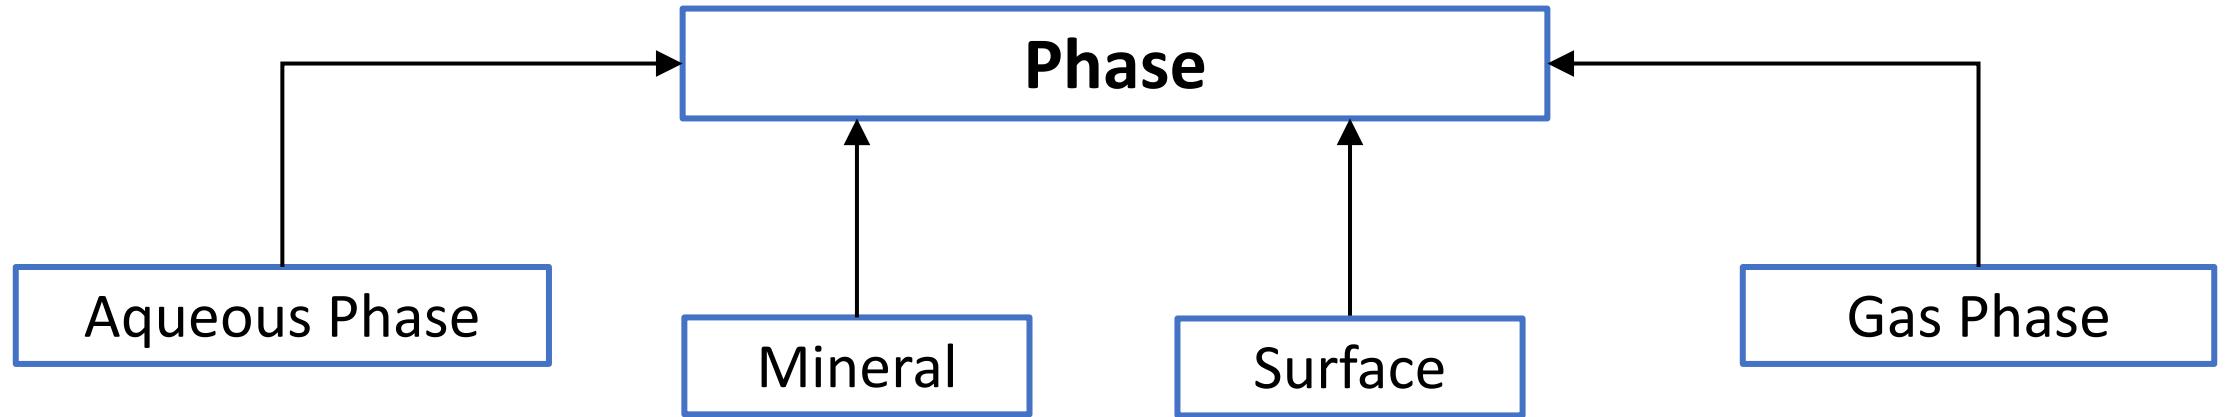 Phase
Aqueous Phase
Mineral
Surface
Gas Phase